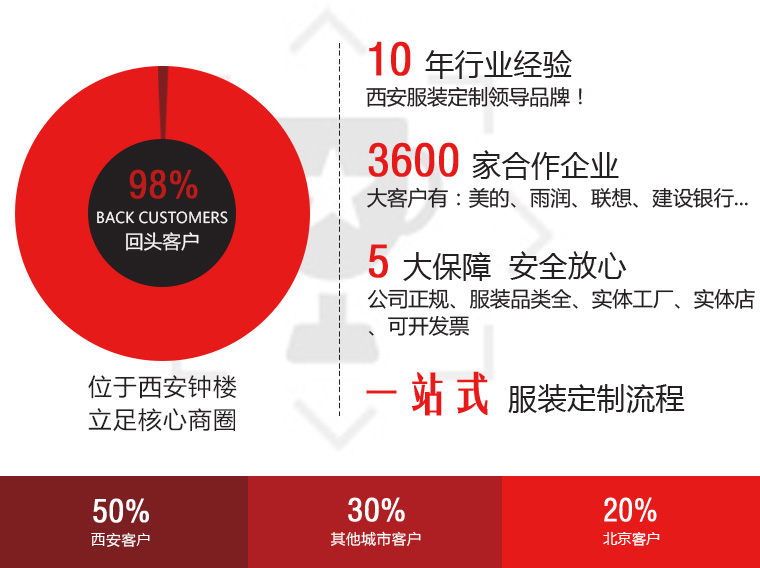 98%
BACK CUSTOMERS
回头客户
位于西安钟楼
立足核心商圈
10 年行业经验
西安服装定制领导品牌！
3600 家合作企业
大客户有：美的、雨润、联想、建设银行...
5 大保障 安全放心
公司正规、服装品类全、实体工厂、实体店
、可开发票
一站式 服装定制流程
50%
西安客户
30%
其他城市客户
20%
北京客户